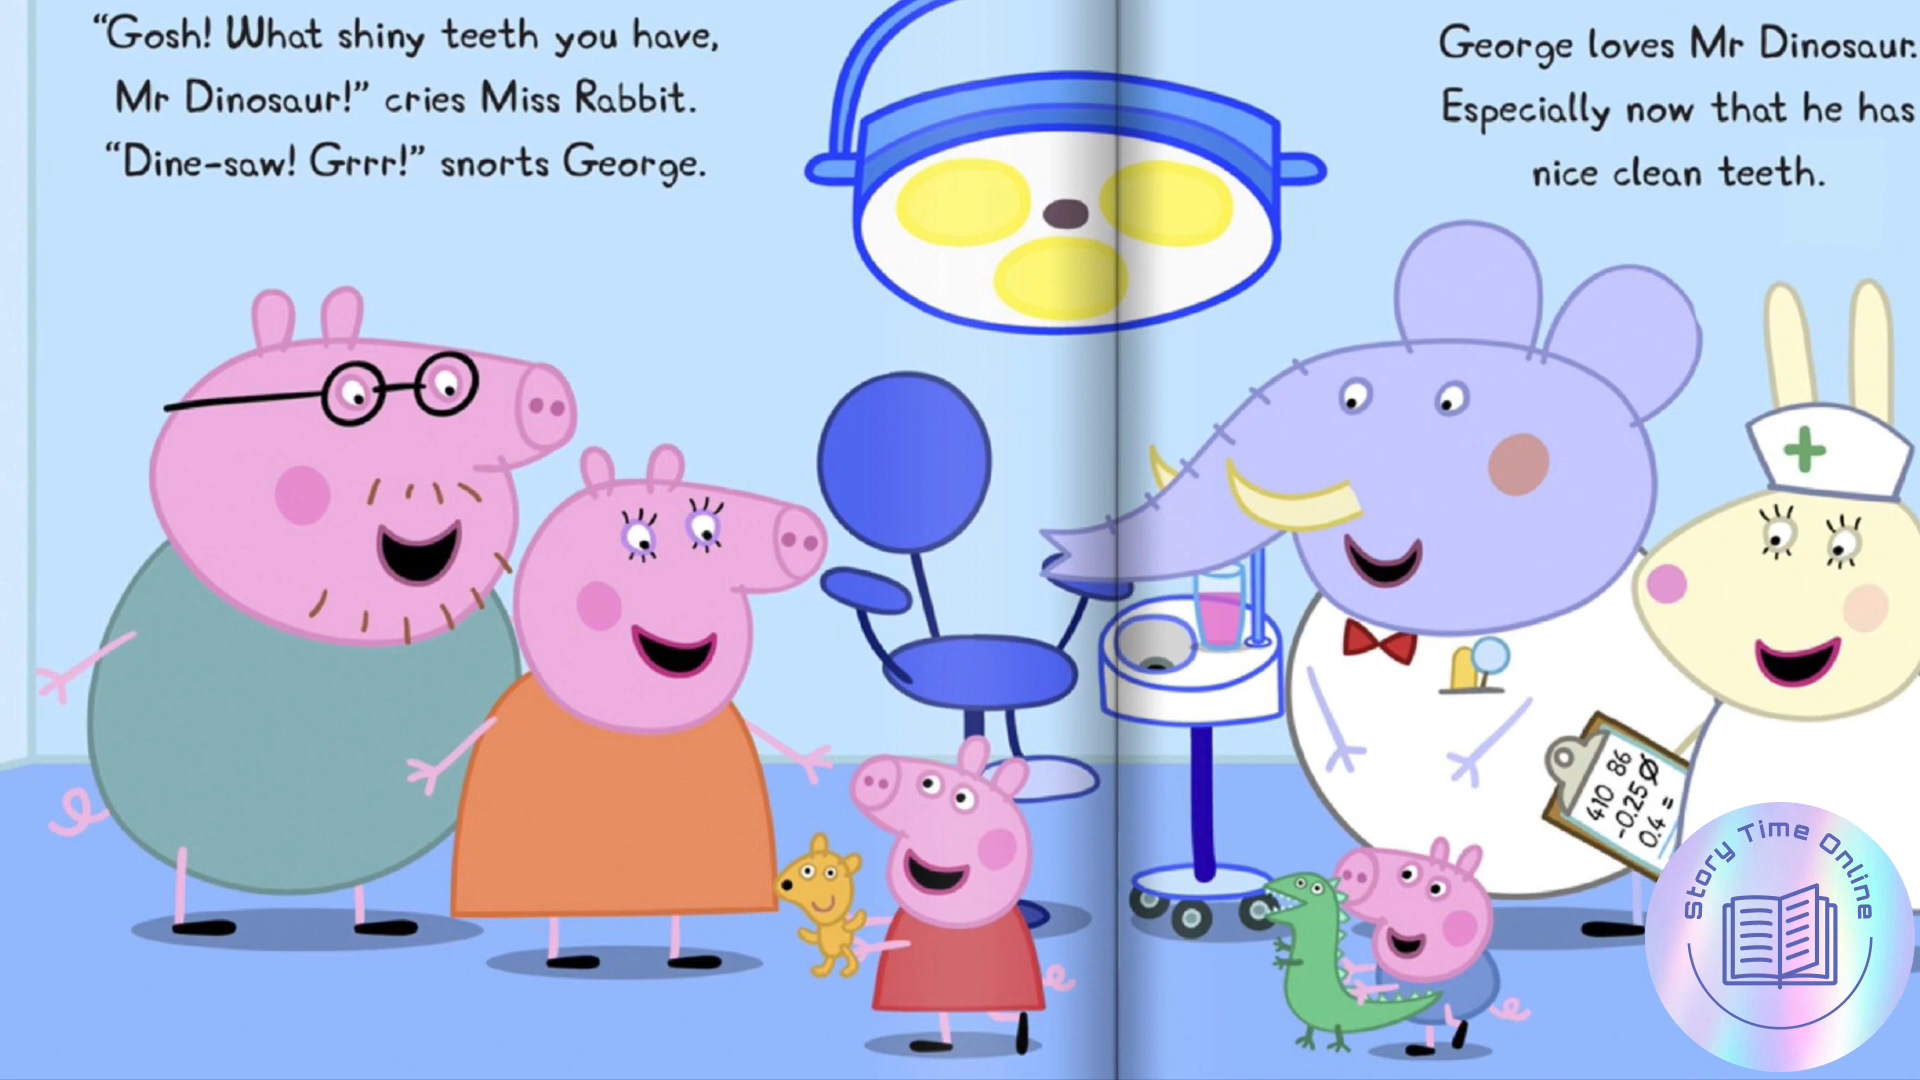 “Gosh! What shiny teeth you have,
Mr Dinosaur!” cries Miss Rabbit.
“Dine-saw! Grrr!” snorts George.
George loves Mr Dinosaur.
Especially now that he has
nice clean teeth.
410 86
-0.25Ø
0.4 =
Story Time Online